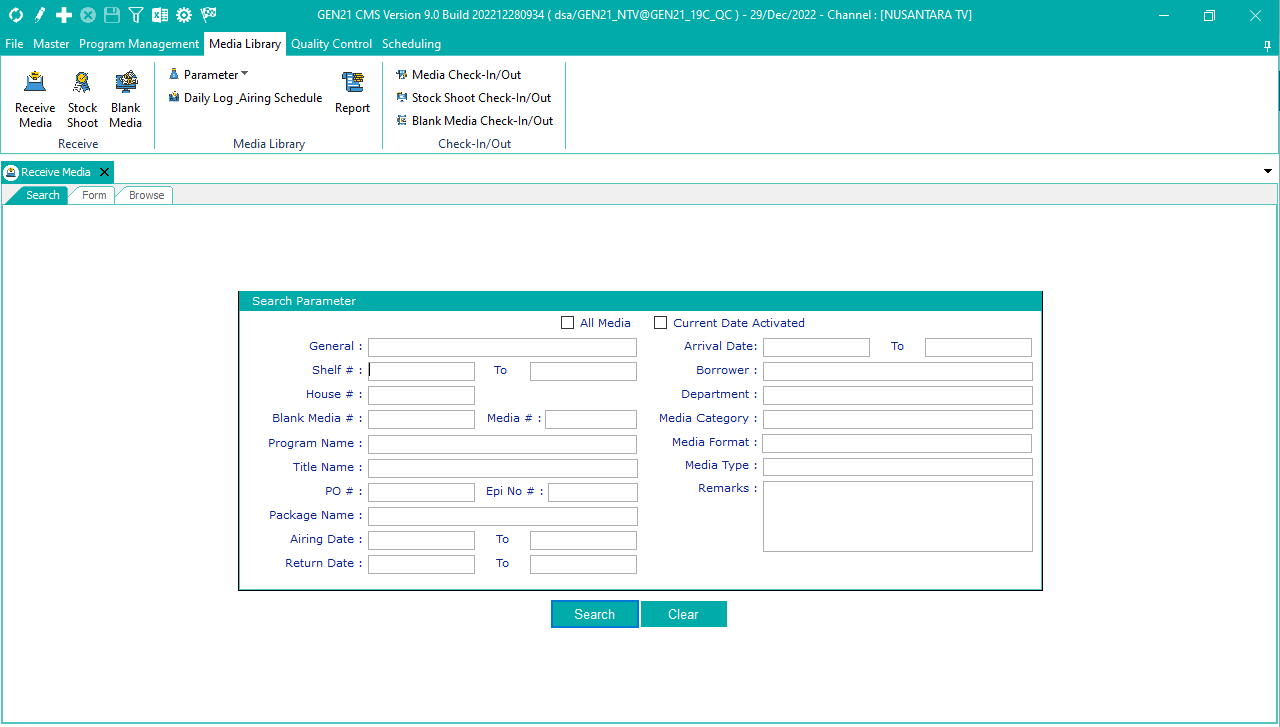 GEN21 CMS Version 9.0 Build 202212280934 ( dsa/GEN21_NTV@GEN21_19C_QC ) - 29/Dec/2022 - Channel : [NUSANTARA TV]
File Master Program Management Media Library Quality Control Scheduling
Receive Media
Stock Shoot
Blank Media
Receive
Parameter
Daily Log _Airing Schedule
Report
Media Library
Media Check-In/Out
Stock Shoot Check-In/Out
Blank Media Check-In/Out
Check-In/Out
Receive Media
Search Form Browse
Search Parameter
All Media Current Date Activated
General : Arrival Date: To
Shelf # : To Borrower :
House # : Department :
Blank Media # : Media # : Media Category :
Program Name : Media Format :
Title Name : Media Type :
PO # : Epi No # : Remarks :
Package Name :
Airing Date : To
Return Date : To
Search Clear